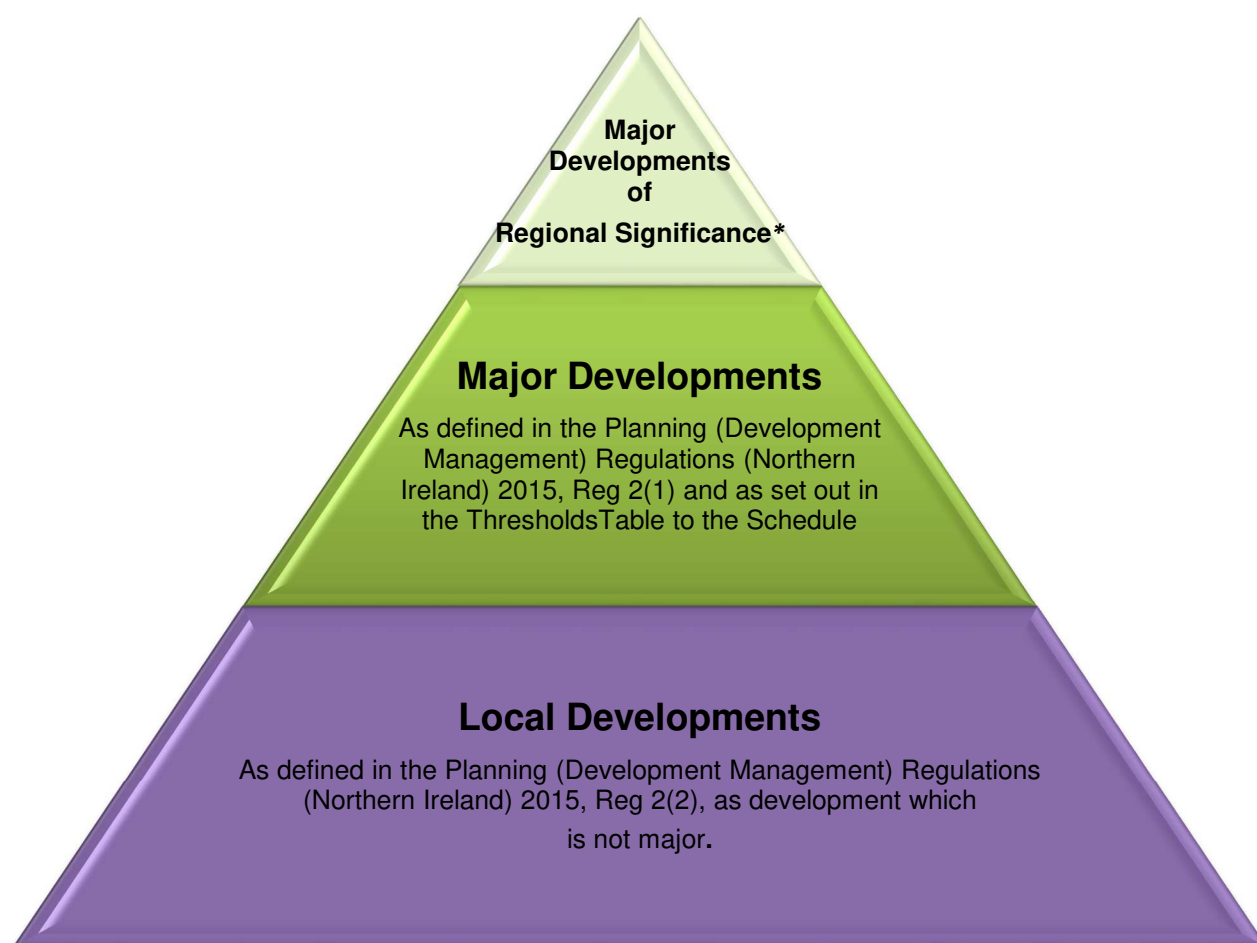 Major
Developments
of
Regional Significance*
Major Developments
As defined in the Planning (Development
Management) Regulations (Northern
Ireland) 2015, Reg 2(1) and as set out in
the ThresholdsTable to the Schedule
Local Developments
As defined in the Planning (Development Management) Regulations
(Northern Ireland) 2015, Reg 2(2), as development which
is not major.